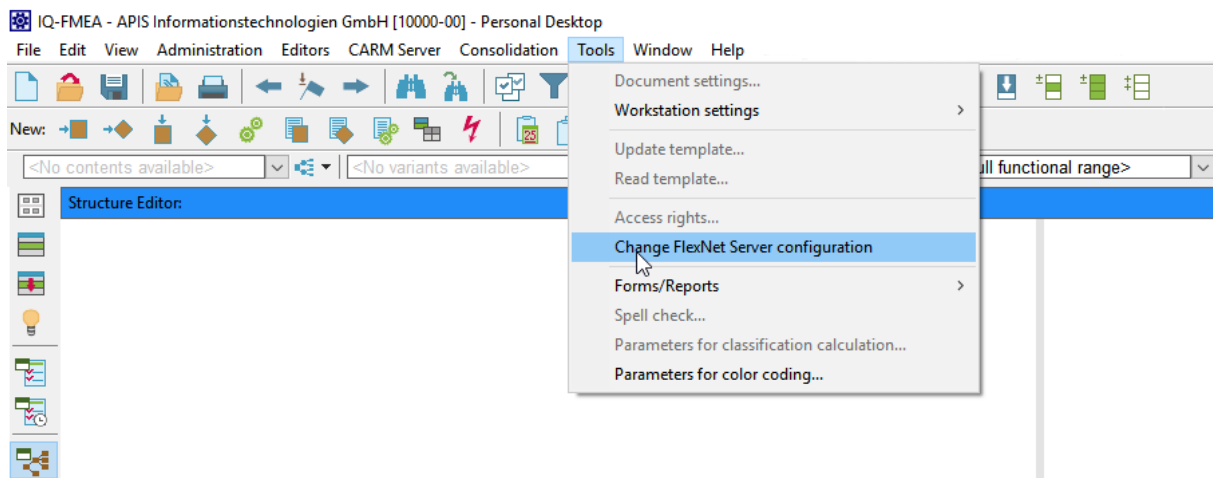 IQ-FMEA - APIS Informationstechnologien GmbH [10000-00] - Personal Desktop
File Edit View Administration Editors CARM Server Consolidation Tools Window Help
Document settings...
Workstation settings
New:
25
Update template...
<No contents available>
<No variants available>
ull functional range>
Read template...
Structure Editor:
Access rights...
Change FlexNet Server configuration
Forms/Reports
Spell check...
Parameters for classification calculation...
Parameters for color coding...